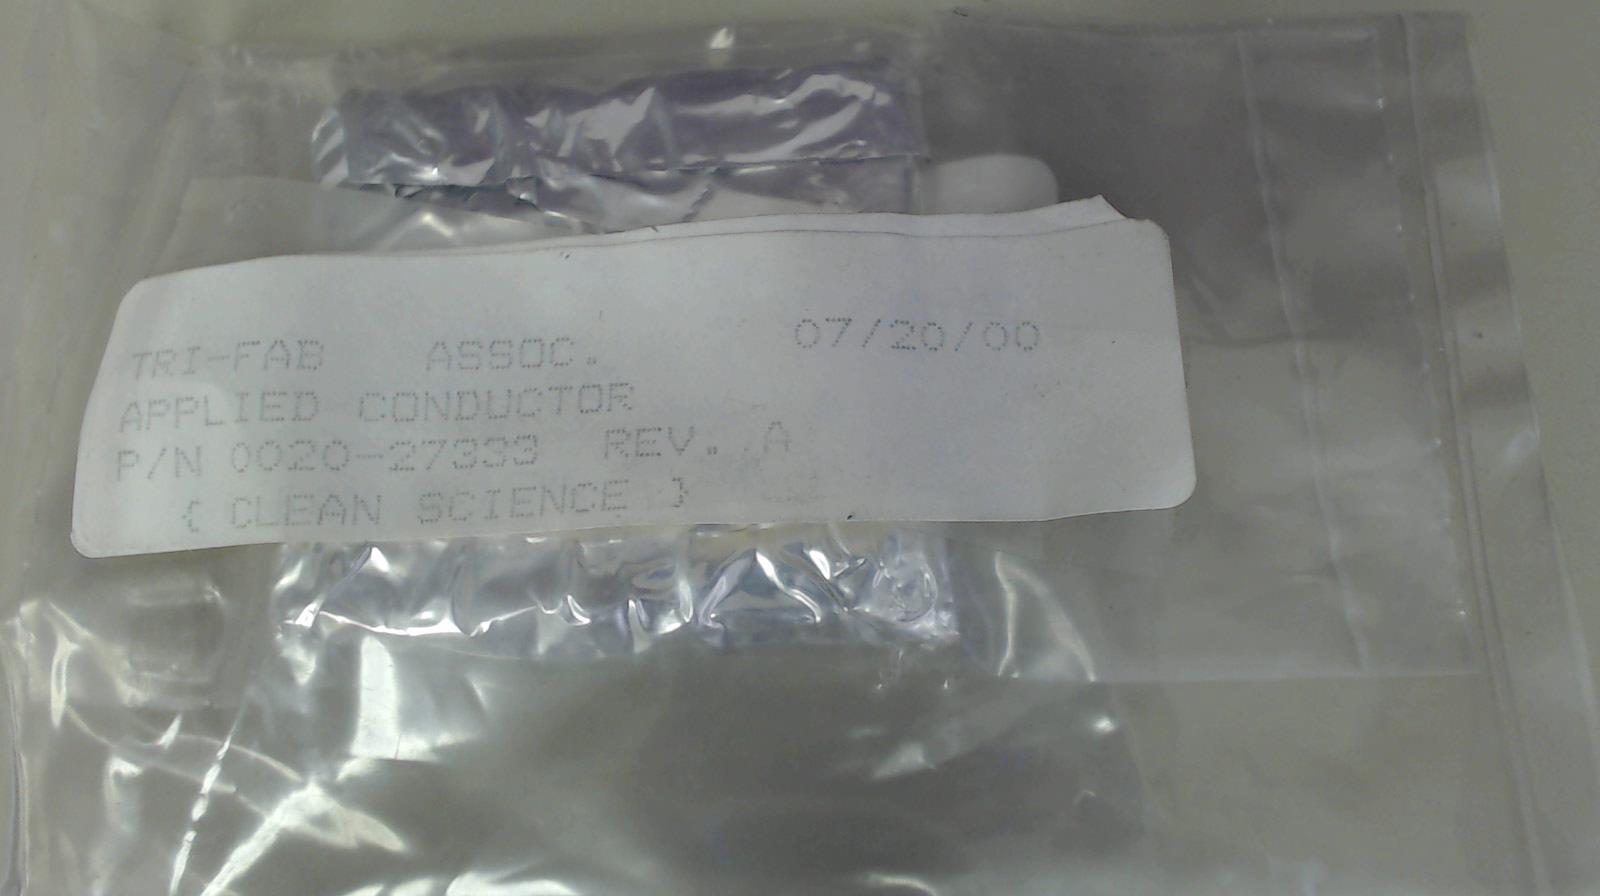 TRI-FAB ASSOC. 07/20/00
APPLIED CONDUCTOR
P/N 0020-27333 REV. A
{ CLEAN SCIENCE }